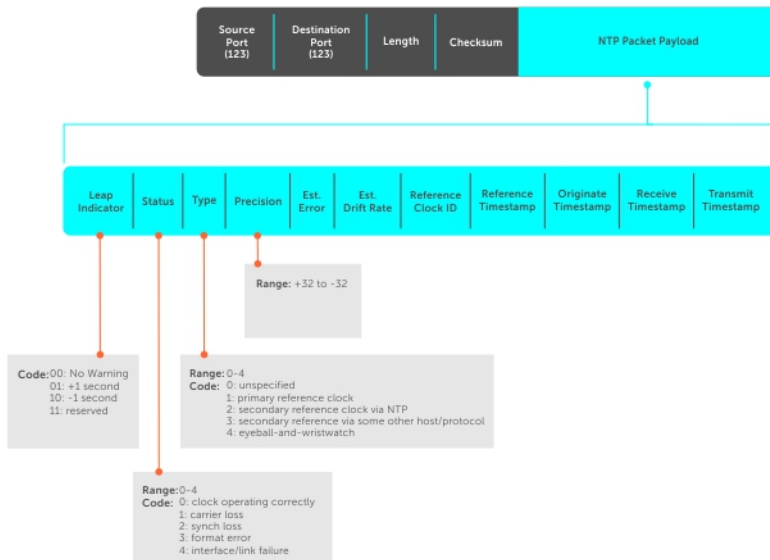 Source
Port
(123)
Destination
Port
(123)
Length
Checksum
NTP Packet Payload
Leap
Indicator
Status
Type
Precision
Est.
Error
Est.
Drift Rate
Reference
Clock ID
Reference
Timestamp
Originate
Timestamp
Receive
Timestamp
Transmit
Timestamp
Range: +32 to -32
Code: 00: No Warning
01: +1 second
10: -1 second
11: reserved
Range: 0-4
Code: 0: unspecified
1: primary reference clock
2: secondary reference clock via NTP
3: secondary reference via some other host/protocol
4: eyeball-and-wristwatch
Range: 0-4
Code: 0: clock operating correctly
1: carrier loss
2: synch loss
3: format error
4: interface/link failure